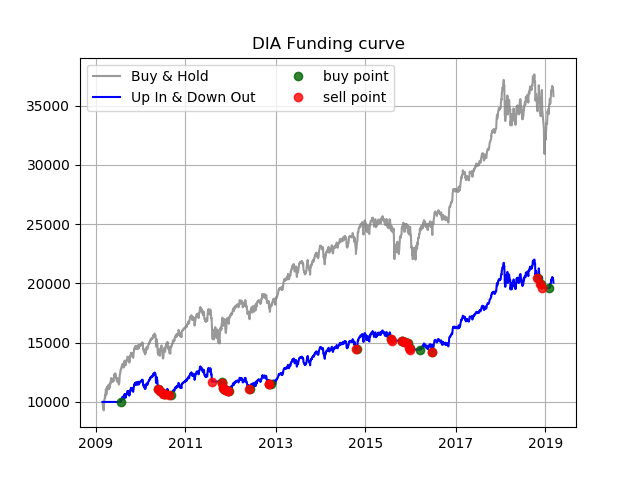 DIA Funding curve
Buy & Hold
Up In & Down Out
buy point
sell point
35000
30000
25000
20000
15000
10000
2009
2011
2013
2015
2017
2019